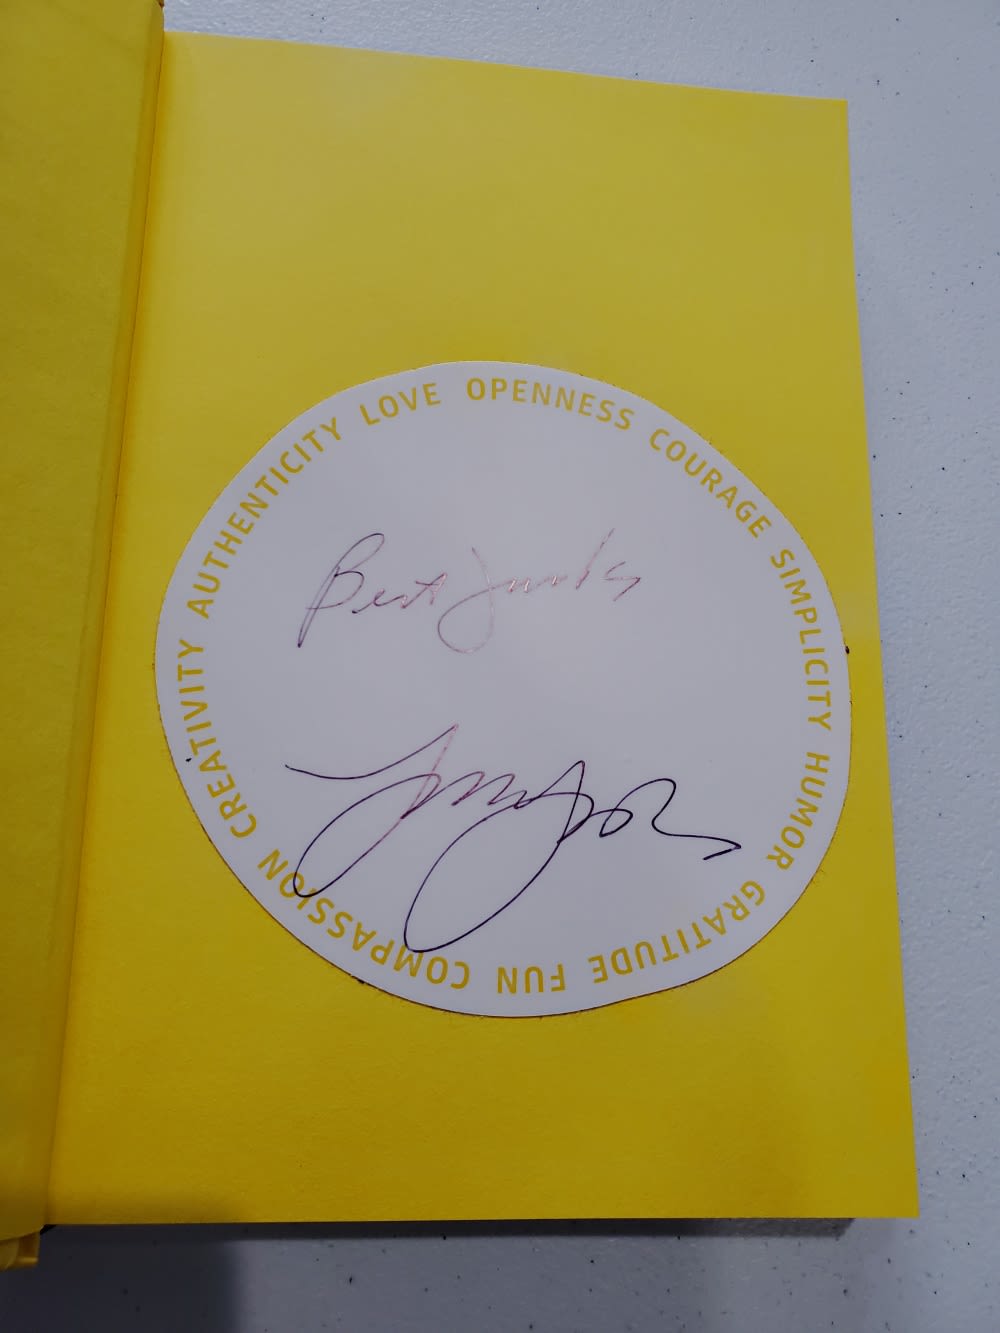 LOVE OPENNESS COURAGE SIMPLICITY HUMOR GRATITUDE FUN COMPASSION CREATIVITY AUTHENTICITY
Best